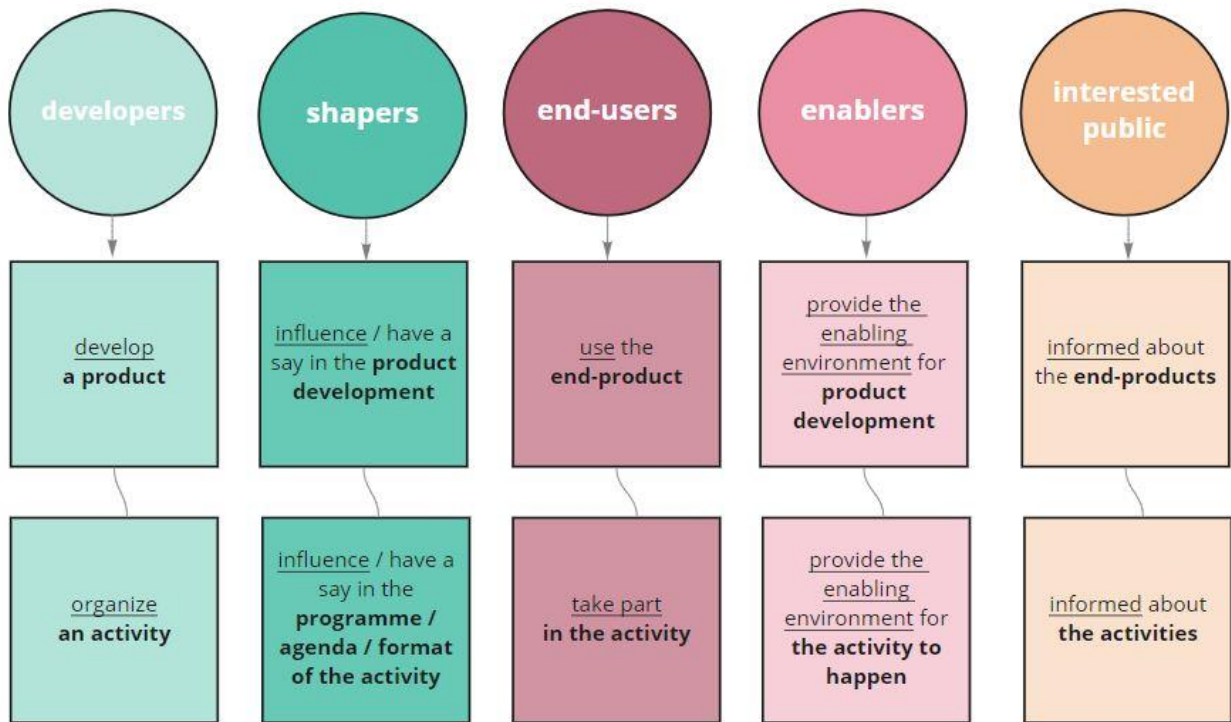 developers
shapers
end-users
enablers
interested
public
develop
a product
influence / have a
say in the product
development
use the
end-product
provide the
enabling
environment for
product
development
informed about
the end-products
organize
an activity
influence / have a
say in the
programme /
agenda / format
of the activity
take part
in the activity
provide the
enabling
environment for
the activity to
happen
informed about
the activities